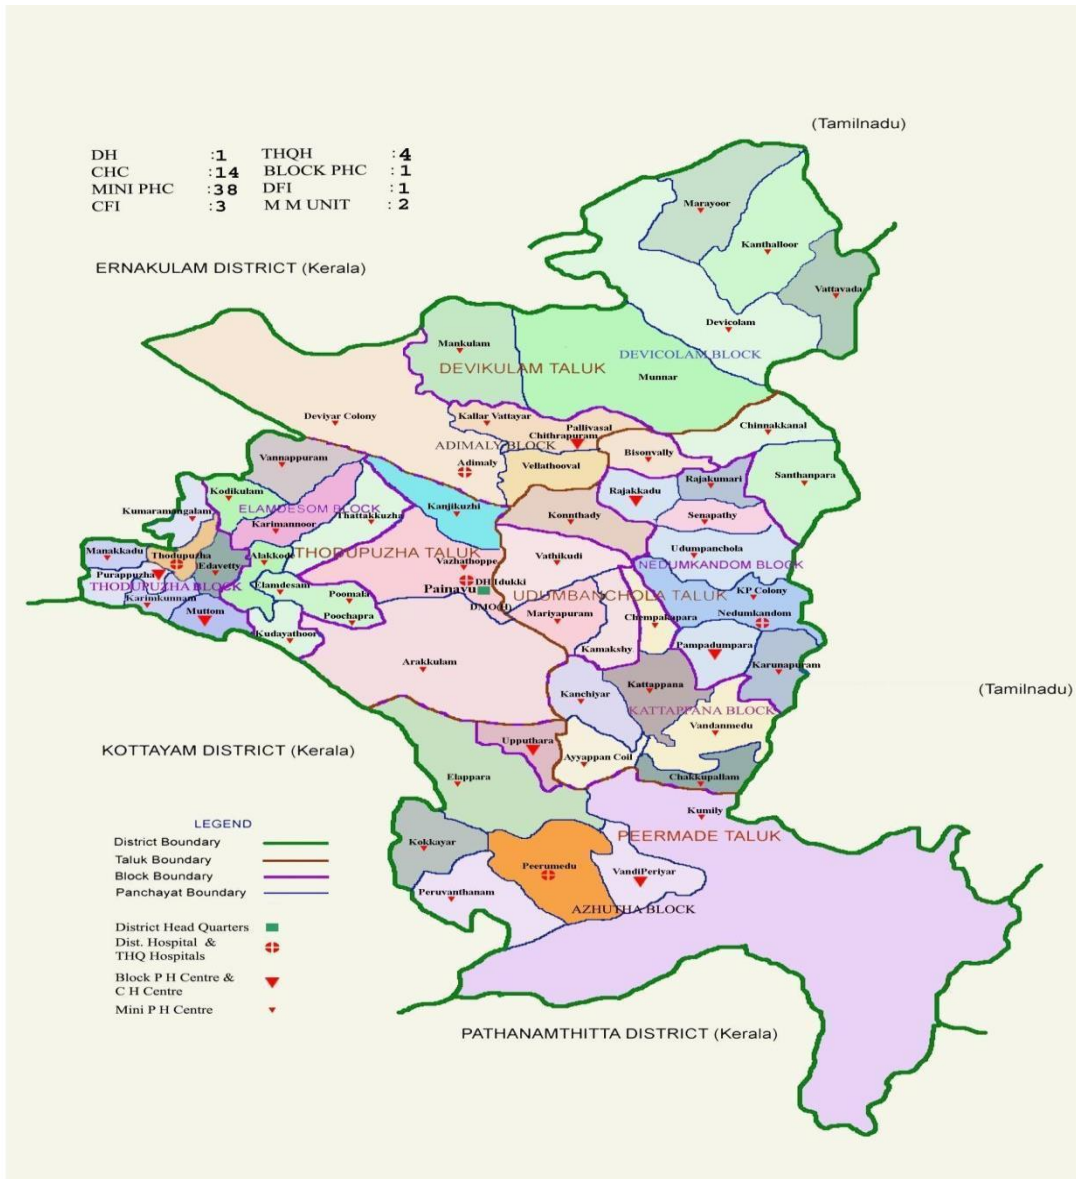 (Tamilnadu)
DH :1 THQH :4
CHC :14 BLOCK PHC :1
MINI PHC :38 DFI :1
CFI :3 M M UNIT :2
ERNAKULAM DISTRICT (Kerala)
Marayoor
Kanthalloor
Vattavada
Devicolam
DEVICOLAM BLOCK
Mankulam
DEVIKULAM TALUK
Munnar
Deviyar Colony
Kallar Vattayar
Pallivasal
Chithrapuram
Chinnakkanal
ADIMALY BLOCK
Bisonvally
Vannappuram
Adimaly
Vellathooval
Santhanpara
Rajakumari
Kodikulam
Rajakkadu
Kumaramangalam
ELAMDESOM BLOCK
Kanjikuzhi
Thattakkuzha
Konnthady
Senapathy
Karimannoor
Manakkadu
Thodupuzha
Alakkode
THODUPUZHA TALUK
Vathikudi
Udumpanchola
Edavetty
Vazhathoppe
NEDUMKANDOM BLOCK
Purappuzha
THODUPUZHA BLOCK
Elamdesam
Painavu
DH Idukki
UDUMBANCHOLA TALUK
KP Colony
Karimkunnam
Poomala
Muttom
Poochapra
Mariyapuram
Chempakapara
Nedumkandom
Kudayathoor
Kamakshy
Pampadumpara
Arakkulam
Karunapuram
Kanchiyar
Kattappana
(Tamilnadu)
KATTAPPANA BLOCK
Vandanmedu
KOTTAYAM DISTRICT (Kerala)
Upputhara
Ayyappan Coil
Elappara
Chakkupallam
Kumily
PEERMADE TALUK
Kokkayar
Peerumedu
VandiPeriyar
Peruvanthanam
AZHUTHA BLOCK
LEGEND
District Boundary
Taluk Boundary
Block Boundary
Panchayat Boundary
District Head Quarters
Dist. Hospital &
THQ Hospitals
Block P H Centre &
C H Centre
Mini P H Centre
PATHANAMTHITTA DISTRICT (Kerala)